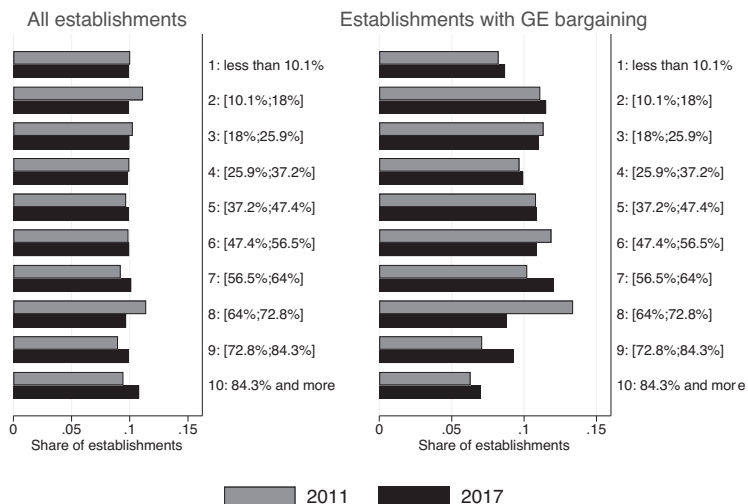 All establishments
1: less than 10.1%
2: [10.1%;18%]
3: [18%;25.9%]
4: [25.9%;37.2%]
5: [37.2%;47.4%]
6: [47.4%;56.5%]
7: [56.5%;64%]
8: [64%;72.8%]
9: [72.8%;84.3%]
10: 84.3% and more
0 .05 .1 .15
Share of establishments
Establishments with GE bargaining
1: less than 10.1%
2: [10.1%;18%]
3: [18%;25.9%]
4: [25.9%;37.2%]
5: [37.2%;47.4%]
6: [47.4%;56.5%]
7: [56.5%;64%]
8: [64%;72.8%]
9: [72.8%;84.3%]
10: 84.3% and more
0 .05 .1 .15
Share of establishments
2011 2017